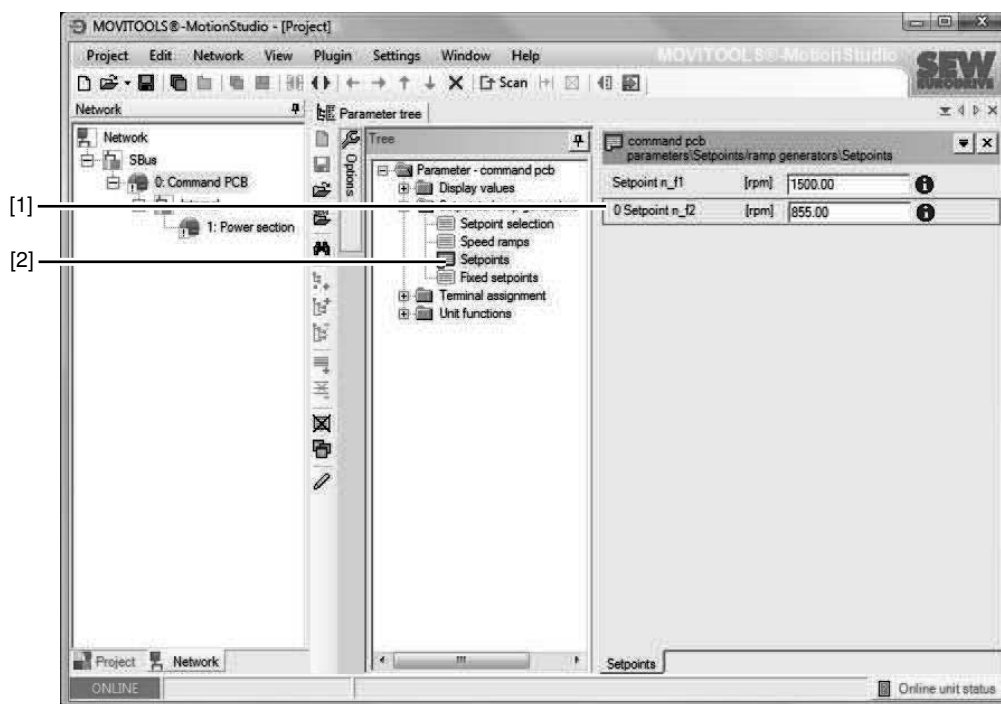 MOVITOOLS®-MotionStudio - [Project]
Project Edit Network View Plugin Settings Window Help
MOVITOOLS®-MotionStudio
SEW
EURODRIVE
Scan
Network
Parameter tree
Network
SBus
0: Command PCB
1: Power section
Options
Tree
Parameter - command pcb
Display values
Setpoint selection
Speed ramps
Setpoints
Fixed setpoints
Terminal assignment
Unit functions
command pcb
parameters\Setpoints/ramp generators\Setpoints
Setpoint n_f1 [rpm] 1500.00
[1]
0 Setpoint n_f2 [rpm] 855.00
[2]
Project Network
Setpoints
ONLINE
Online unit status